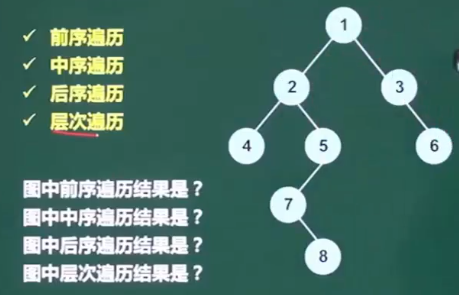 ✓ 前序遍历
✓ 中序遍历
✓ 后序遍历
✓ 层次遍历
图中前序遍历结果是？
图中中序遍历结果是？
图中后序遍历结果是？
图中层次遍历结果是？
1
2 3
4 5 6
7
8